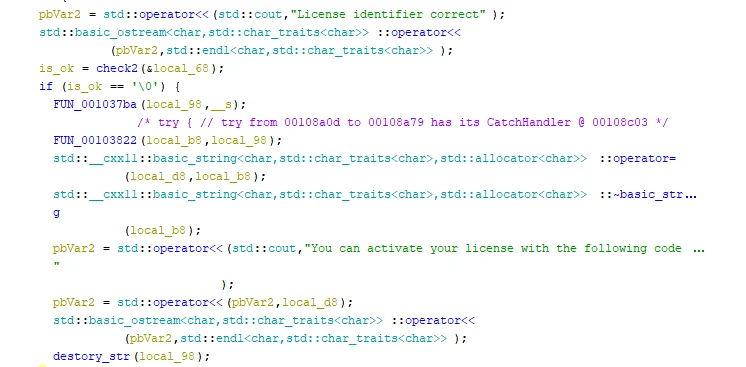 pbVar2 = std::operator<<(std::cout,"License identifier correct" );
std::basic_ostream<char,std::char_traits<char>> ::operator<<
(pbVar2,std::endl<char,std::char_traits<char>> );
is_ok = check2(&local_68);
if (is_ok == '\0') {
FUN_001037ba(local_98,__s);
/* try { // try from 00108a0d to 00108a79 has its CatchHandler @ 00108c03 */
FUN_00103822(local_b8,local_98);
std::__cxx11::basic_string<char,std::char_traits<char>,std::allocator<char>> ::operator=
(local_d8,local_b8);
std::__cxx11::basic_string<char,std::char_traits<char>,std::allocator<char>> ::~basic_str...
g
(local_b8);
pbVar2 = std::operator<<(std::cout,"You can activate your license with the following code ...
"
);
pbVar2 = std::operator<<(pbVar2,local_d8);
std::basic_ostream<char,std::char_traits<char>> ::operator<<
(pbVar2,std::endl<char,std::char_traits<char>> );
destory_str(local_98);